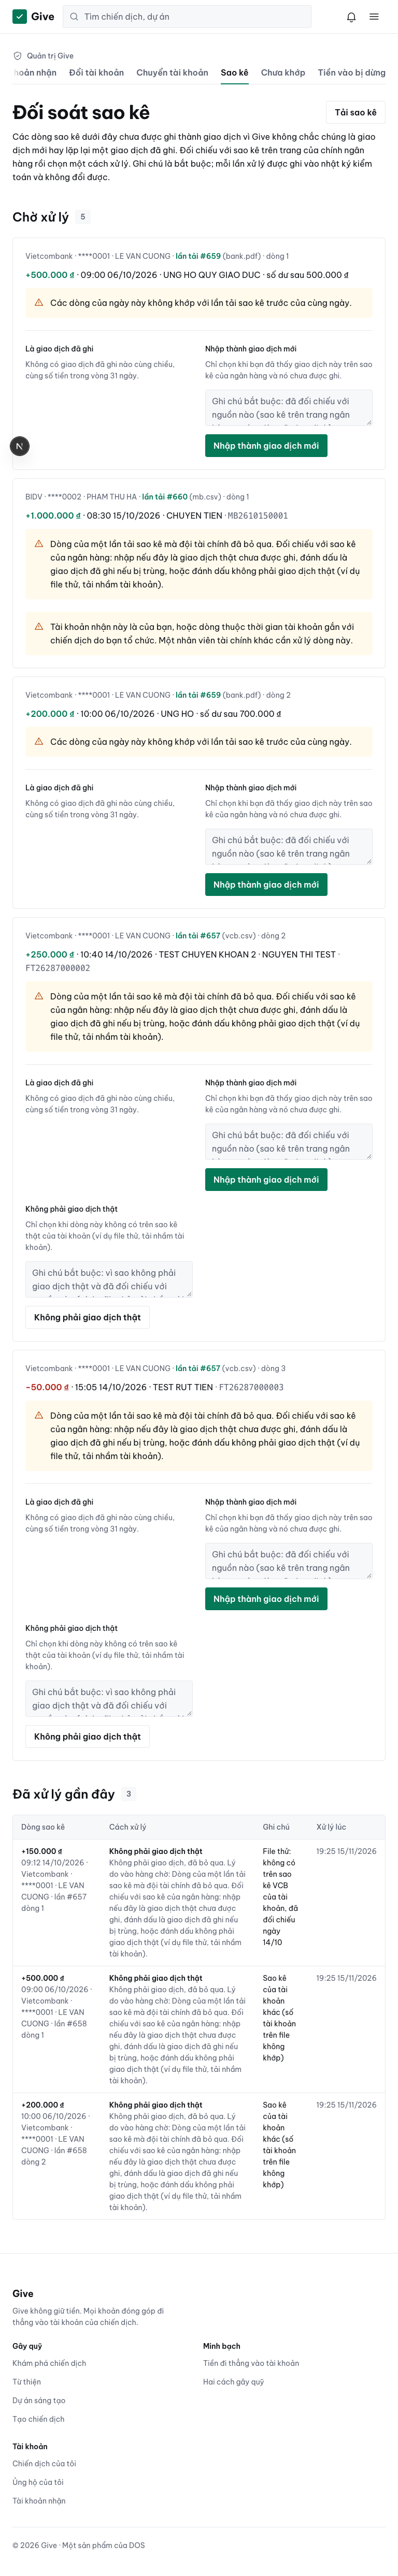 Give
Tìm chiến dịch, dự án
Quản trị Give
hoản nhận
Đổi tài khoản
Chuyển tài khoản
Sao kê
Chưa khớp
Tiền vào bị dừng
Đối soát sao kê
Tải sao kê
Các dòng sao kê dưới đây chưa được ghi thành giao dịch vì Give không chắc chúng là giao
dịch mới hay lặp lại một giao dịch đã ghi. Đối chiếu với sao kê trên trang của chính ngân
hàng rồi chọn một cách xử lý. Ghi chú là bắt buộc; mỗi lần xử lý được ghi vào nhật ký kiểm
toán và không đổi được.
Chờ xử lý 5
Vietcombank · ****0001 · LE VAN CUONG · lần tải #659 (bank.pdf) · dòng 1
+500.000 ₫ · 09:00 06/10/2026 · UNG HO QUY GIAO DUC · số dư sau 500.000 ₫
Các dòng của ngày này không khớp với lần tải sao kê trước của cùng ngày.
Là giao dịch đã ghi
Không có giao dịch đã ghi nào cùng chiều,
cùng số tiền trong vòng 31 ngày.
Nhập thành giao dịch mới
Chỉ chọn khi bạn đã thấy giao dịch này trên sao
kê của ngân hàng và nó chưa được ghi.
Ghi chú bắt buộc: đã đối chiếu với
nguồn nào (sao kê trên trang ngân
Nhập thành giao dịch mới
BIDV · ****0002 · PHAM THU HA · lần tải #660 (mb.csv) · dòng 1
+1.000.000 ₫ · 08:30 15/10/2026 · CHUYEN TIEN · MB2610150001
Dòng của một lần tải sao kê mà đội tài chính đã bỏ qua. Đối chiếu với sao kê
của ngân hàng: nhập nếu đây là giao dịch thật chưa được ghi, đánh dấu là
giao dịch đã ghi nếu bị trùng, hoặc đánh dấu không phải giao dịch thật (ví dụ
file thử, tải nhầm tài khoản).
Tài khoản nhận này là của bạn, hoặc dòng thuộc thời gian tài khoản gắn với
chiến dịch do bạn tổ chức. Một nhân viên tài chính khác cần xử lý dòng này.
Vietcombank · ****0001 · LE VAN CUONG · lần tải #659 (bank.pdf) · dòng 2
+200.000 ₫ · 10:00 06/10/2026 · UNG HO · số dư sau 700.000 ₫
Các dòng của ngày này không khớp với lần tải sao kê trước của cùng ngày.
Là giao dịch đã ghi
Không có giao dịch đã ghi nào cùng chiều,
cùng số tiền trong vòng 31 ngày.
Nhập thành giao dịch mới
Chỉ chọn khi bạn đã thấy giao dịch này trên sao
kê của ngân hàng và nó chưa được ghi.
Ghi chú bắt buộc: đã đối chiếu với
nguồn nào (sao kê trên trang ngân
Nhập thành giao dịch mới
Vietcombank · ****0001 · LE VAN CUONG · lần tải #657 (vcb.csv) · dòng 2
+250.000 ₫ · 10:40 14/10/2026 · TEST CHUYEN KHOAN 2 · NGUYEN THI TEST ·
FT26287000002
Dòng của một lần tải sao kê mà đội tài chính đã bỏ qua. Đối chiếu với sao kê
của ngân hàng: nhập nếu đây là giao dịch thật chưa được ghi, đánh dấu là
giao dịch đã ghi nếu bị trùng, hoặc đánh dấu không phải giao dịch thật (ví dụ
file thử, tải nhầm tài khoản).
Là giao dịch đã ghi
Không có giao dịch đã ghi nào cùng chiều,
cùng số tiền trong vòng 31 ngày.
Nhập thành giao dịch mới
Chỉ chọn khi bạn đã thấy giao dịch này trên sao
kê của ngân hàng và nó chưa được ghi.
Ghi chú bắt buộc: đã đối chiếu với
nguồn nào (sao kê trên trang ngân
Nhập thành giao dịch mới
Không phải giao dịch thật
Chỉ chọn khi dòng này không có trên sao kê
thật của tài khoản (ví dụ file thử, tải nhầm tài
khoản).
Ghi chú bắt buộc: vì sao không phải
giao dịch thật và đã đối chiếu với
Không phải giao dịch thật
Vietcombank · ****0001 · LE VAN CUONG · lần tải #657 (vcb.csv) · dòng 3
−50.000 ₫ · 15:05 14/10/2026 · TEST RUT TIEN · FT26287000003
Dòng của một lần tải sao kê mà đội tài chính đã bỏ qua. Đối chiếu với sao kê
của ngân hàng: nhập nếu đây là giao dịch thật chưa được ghi, đánh dấu là
giao dịch đã ghi nếu bị trùng, hoặc đánh dấu không phải giao dịch thật (ví dụ
file thử, tải nhầm tài khoản).
Là giao dịch đã ghi
Không có giao dịch đã ghi nào cùng chiều,
cùng số tiền trong vòng 31 ngày.
Nhập thành giao dịch mới
Chỉ chọn khi bạn đã thấy giao dịch này trên sao
kê của ngân hàng và nó chưa được ghi.
Ghi chú bắt buộc: đã đối chiếu với
nguồn nào (sao kê trên trang ngân
Nhập thành giao dịch mới
Không phải giao dịch thật
Chỉ chọn khi dòng này không có trên sao kê
thật của tài khoản (ví dụ file thử, tải nhầm tài
khoản).
Ghi chú bắt buộc: vì sao không phải
giao dịch thật và đã đối chiếu với
Không phải giao dịch thật
Đã xử lý gần đây 3
Dòng sao kê
Cách xử lý
Ghi chú
Xử lý lúc
+150.000 ₫
09:12 14/10/2026 ·
Vietcombank ·
****0001 · LE VAN
CUONG · lần #657
dòng 1
Không phải giao dịch thật
Không phải giao dịch, đã bỏ qua. Lý
do vào hàng chờ: Dòng của một lần tải
sao kê mà đội tài chính đã bỏ qua. Đối
chiếu với sao kê của ngân hàng: nhập
nếu đây là giao dịch thật chưa được
ghi, đánh dấu là giao dịch đã ghi nếu
bị trùng, hoặc đánh dấu không phải
giao dịch thật (ví dụ file thử, tải nhầm
tài khoản).
File thử:
không có
trên sao
kê VCB
của tài
khoản, đã
đối chiếu
ngày
14/10
19:25 15/11/2026
+500.000 ₫
09:00 06/10/2026 ·
Vietcombank ·
****0001 · LE VAN
CUONG · lần #658
dòng 1
Không phải giao dịch thật
Không phải giao dịch, đã bỏ qua. Lý
do vào hàng chờ: Dòng của một lần tải
sao kê mà đội tài chính đã bỏ qua. Đối
chiếu với sao kê của ngân hàng: nhập
nếu đây là giao dịch thật chưa được
ghi, đánh dấu là giao dịch đã ghi nếu
bị trùng, hoặc đánh dấu không phải
giao dịch thật (ví dụ file thử, tải nhầm
tài khoản).
Sao kê
của tài
khoản
khác (số
tài khoản
trên file
không
khớp)
19:25 15/11/2026
+200.000 ₫
10:00 06/10/2026 ·
Vietcombank ·
****0001 · LE VAN
CUONG · lần #658
dòng 2
Không phải giao dịch thật
Không phải giao dịch, đã bỏ qua. Lý
do vào hàng chờ: Dòng của một lần tải
sao kê mà đội tài chính đã bỏ qua. Đối
chiếu với sao kê của ngân hàng: nhập
nếu đây là giao dịch thật chưa được
ghi, đánh dấu là giao dịch đã ghi nếu
bị trùng, hoặc đánh dấu không phải
giao dịch thật (ví dụ file thử, tải nhầm
tài khoản).
Sao kê
của tài
khoản
khác (số
tài khoản
trên file
không
khớp)
19:25 15/11/2026
Give
Give không giữ tiền. Mọi khoản đóng góp đi
thẳng vào tài khoản của chiến dịch.
Gây quỹ
Khám phá chiến dịch
Từ thiện
Dự án sáng tạo
Tạo chiến dịch
Minh bạch
Tiền đi thẳng vào tài khoản
Hai cách gây quỹ
Tài khoản
Chiến dịch của tôi
Ủng hộ của tôi
Tài khoản nhận
© 2026 Give · Một sản phẩm của DOS